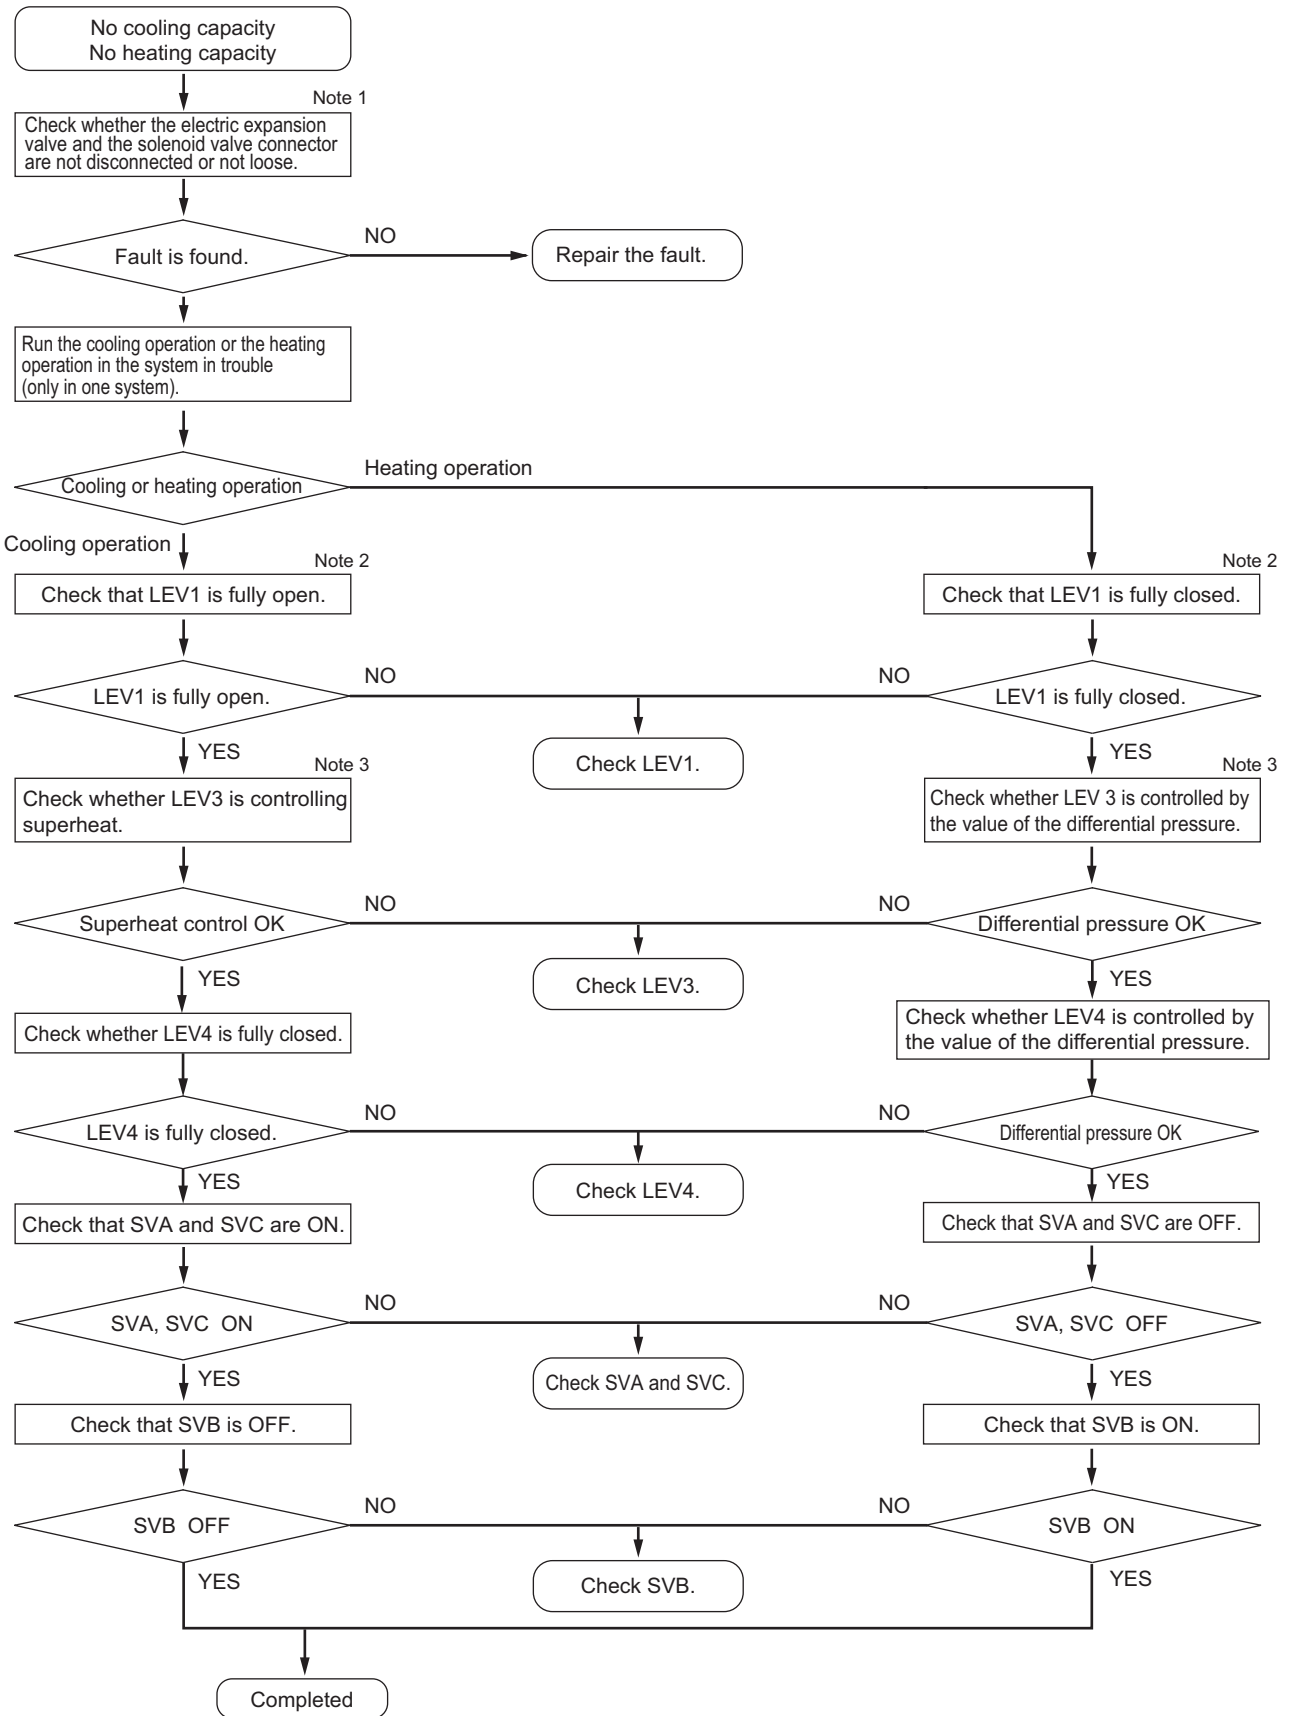 No cooling capacity
No heating capacity
Note 1
Check whether the electric expansion
valve and the solenoid valve connector
are not disconnected or not loose.
Fault is found.
NO
Repair the fault.
Run the cooling operation or the heating
operation in the system in trouble
(only in one system).
Cooling or heating operation
Heating operation
Cooling operation
Note 2
Check that LEV1 is fully open.
Note 2
Check that LEV1 is fully closed.
LEV1 is fully open.
NO
NO
LEV1 is fully closed.
YES
Check LEV1.
YES
Note 3
Check whether LEV3 is controlling
superheat.
Note 3
Check whether LEV 3 is controlled by
the value of the differential pressure.
Superheat control OK
NO
NO
Differential pressure OK
YES
Check LEV3.
YES
Check whether LEV4 is fully closed.
Check whether LEV4 is controlled by
the value of the differential pressure.
LEV4 is fully closed.
NO
NO
Differential pressure OK
YES
Check LEV4.
YES
Check that SVA and SVC are ON.
Check that SVA and SVC are OFF.
SVA, SVC ON
NO
NO
SVA, SVC OFF
YES
Check SVA and SVC.
YES
Check that SVB is OFF.
Check that SVB is ON.
SVB OFF
NO
NO
SVB ON
YES
Check SVB.
YES
Completed